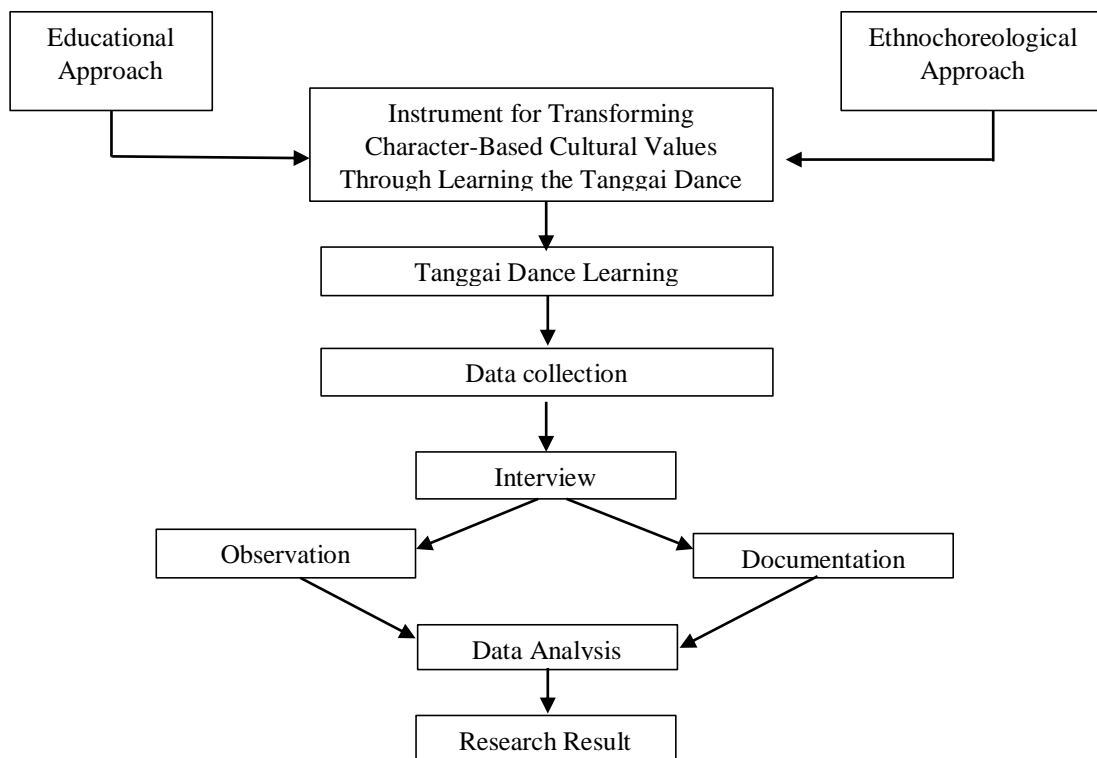 Educational
Approach
Ethnochoreological
Approach
Instrument for Transforming
Character-Based Cultural Values
Through Learning the Tanggai Dance
Tanggai Dance Learning
Data collection
Interview
Observation
Documentation
Data Analysis
Research Result